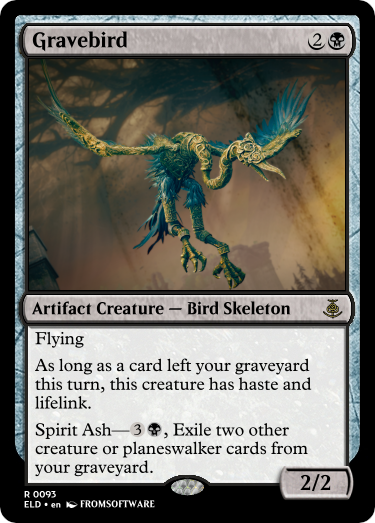 Gravebird 2
Artifact Creature — Bird Skeleton
Flying
As long as a card left your graveyard
this turn, this creature has haste and
lifelink.
Spirit Ash—3, Exile two other
creature or planeswalker cards from
your graveyard.
2/2
R 0093
ELD • en FROMSOFTWARE